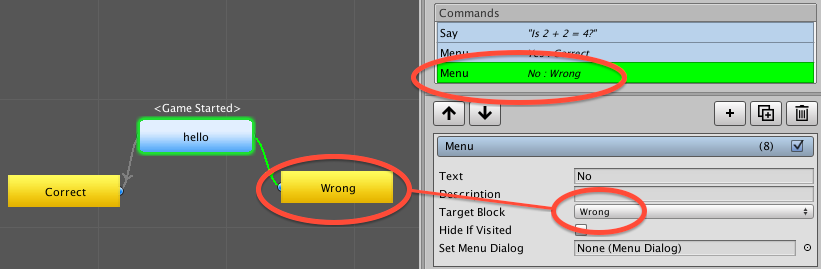 Commands
Say "Is 2 + 2 = 4?"
Menu Yes : Correct
Menu No : Wrong
<Game Started>
hello
Correct
Wrong
Menu (8)
Text No
Description
Target Block Wrong
Hide If Visited
Set Menu Dialog None (Menu Dialog)